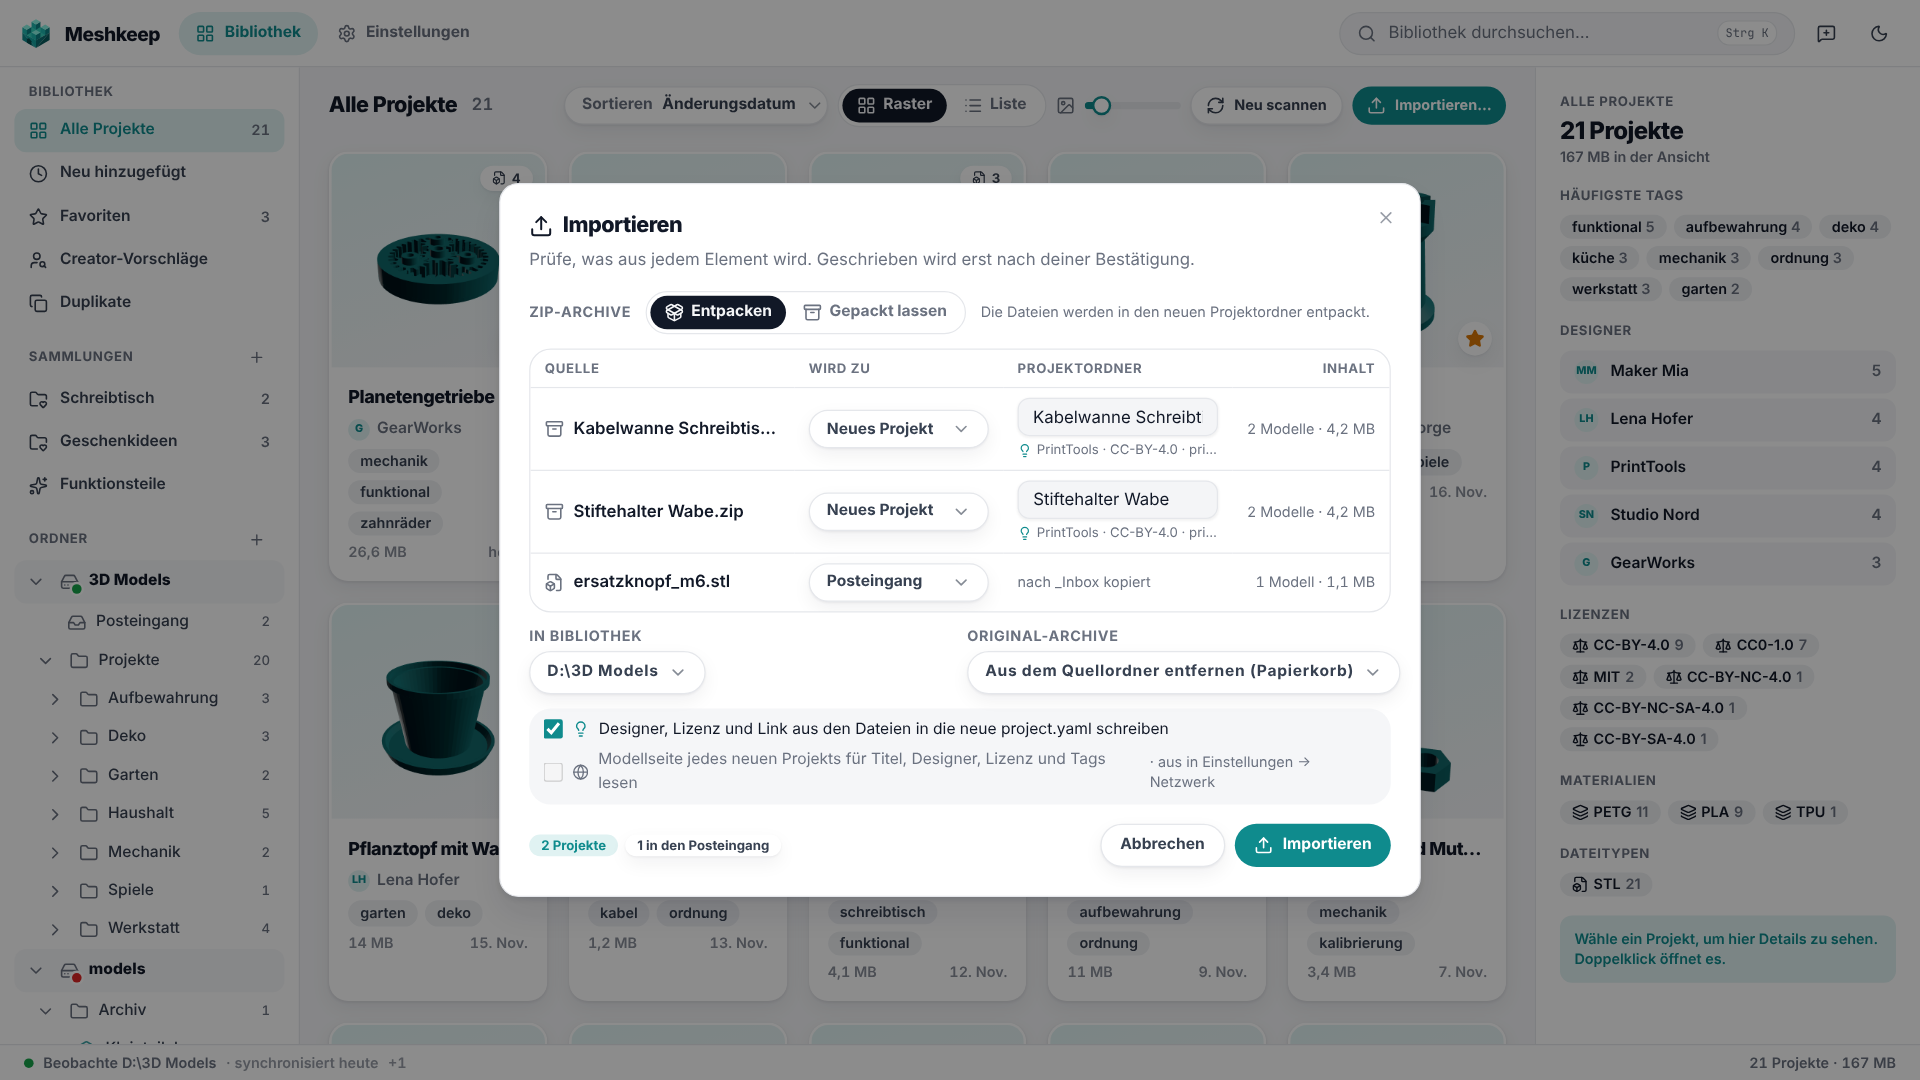 Meshkeep
Bibliothek
Einstellungen
Bibliothek durchsuchen...
Strg K
BIBLIOTHEK
Alle Projekte 21
Neu hinzugefügt
Favoriten 3
Creator-Vorschläge
Duplikate
SAMMLUNGEN
Schreibtisch 2
Geschenkideen 3
Funktionsteile
ORDNER
3D Models
Posteingang 2
Projekte 20
Aufbewahrung 3
Deko 3
Garten 2
Haushalt 5
Mechanik 2
Spiele 1
Werkstatt 4
models
Archiv 1
Alle Projekte 21
Sortieren Änderungsdatum
Raster
Liste
Neu scannen
Importieren...
4
3
Planetengetriebe
G GearWorks
mechanik
funktional
zahnräder
26,6 MB
16. Nov.
Pflanztopf mit Wa
LH Lena Hofer
garten deko
14 MB 15. Nov.
kabel ordnung
1,2 MB 13. Nov.
schreibtisch
funktional
4,1 MB 12. Nov.
aufbewahrung
ordnung
11 MB 9. Nov.
mechanik
kalibrierung
3,4 MB 7. Nov.
Importieren
Prüfe, was aus jedem Element wird. Geschrieben wird erst nach deiner Bestätigung.
ZIP-ARCHIVE
Entpacken
Gepackt lassen
Die Dateien werden in den neuen Projektordner entpackt.
QUELLE WIRD ZU PROJEKTORDNER INHALT
Kabelwanne Schreibtis... Neues Projekt Kabelwanne Schreibt 2 Modelle · 4,2 MB
PrintTools · CC-BY-4.0 · pri...
Stiftehalter Wabe.zip Neues Projekt Stiftehalter Wabe 2 Modelle · 4,2 MB
PrintTools · CC-BY-4.0 · pri...
ersatzknopf_m6.stl Posteingang nach _Inbox kopiert 1 Modell · 1,1 MB
IN BIBLIOTHEK
D:\3D Models
ORIGINAL-ARCHIVE
Aus dem Quellordner entfernen (Papierkorb)
Designer, Lizenz und Link aus den Dateien in die neue project.yaml schreiben
Modellseite jedes neuen Projekts für Titel, Designer, Lizenz und Tags
lesen
· aus in Einstellungen →
Netzwerk
2 Projekte
1 in den Posteingang
Abbrechen
Importieren
ALLE PROJEKTE
21 Projekte
167 MB in der Ansicht
HÄUFIGSTE TAGS
funktional 5 aufbewahrung 4 deko 4
küche 3 mechanik 3 ordnung 3
werkstatt 3 garten 2
DESIGNER
MM Maker Mia 5
LH Lena Hofer 4
P PrintTools 4
SN Studio Nord 4
G GearWorks 3
LIZENZEN
CC-BY-4.0 9 CC0-1.0 7
MIT 2 CC-BY-NC-4.0 1
CC-BY-NC-SA-4.0 1
CC-BY-SA-4.0 1
MATERIALIEN
PETG 11 PLA 9 TPU 1
DATEITYPEN
STL 21
Wähle ein Projekt, um hier Details zu sehen.
Doppelklick öffnet es.
Beobachte D:\3D Models · synchronisiert heute +1
21 Projekte · 167 MB